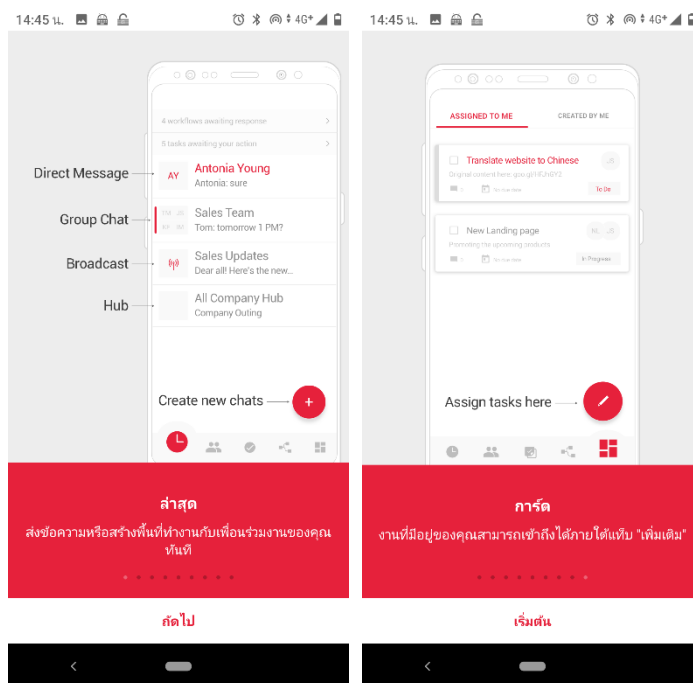 14:45 น.
4G+
4 workflows awaiting response
5 tasks awaiting your action
Direct Message
AY
Antonia Young
Antonia: sure
Group Chat
Sales Team
Tom: tomorrow 1 PM?
Broadcast
Sales Updates
Dear all! Here's the new...
Hub
All Company Hub
Company Outing
Create new chats
ล่าสุด
ส่งข้อความหรือสร้างพื้นที่ทำงานกับเพื่อนร่วมงานของคุณ
ทันที
ถัดไป
14:45 น.
4G+
ASSIGNED TO ME
CREATED BY ME
Translate website to Chinese
Original content here:
To Do
New Landing page
Promoting the upcoming products
In Progress
Assign tasks here
การ์ด
งานที่มีอยู่ของคุณสามารถเข้าถึงได้ภายใต้แท็บ "เพิ่มเติม"
เริ่มต้น